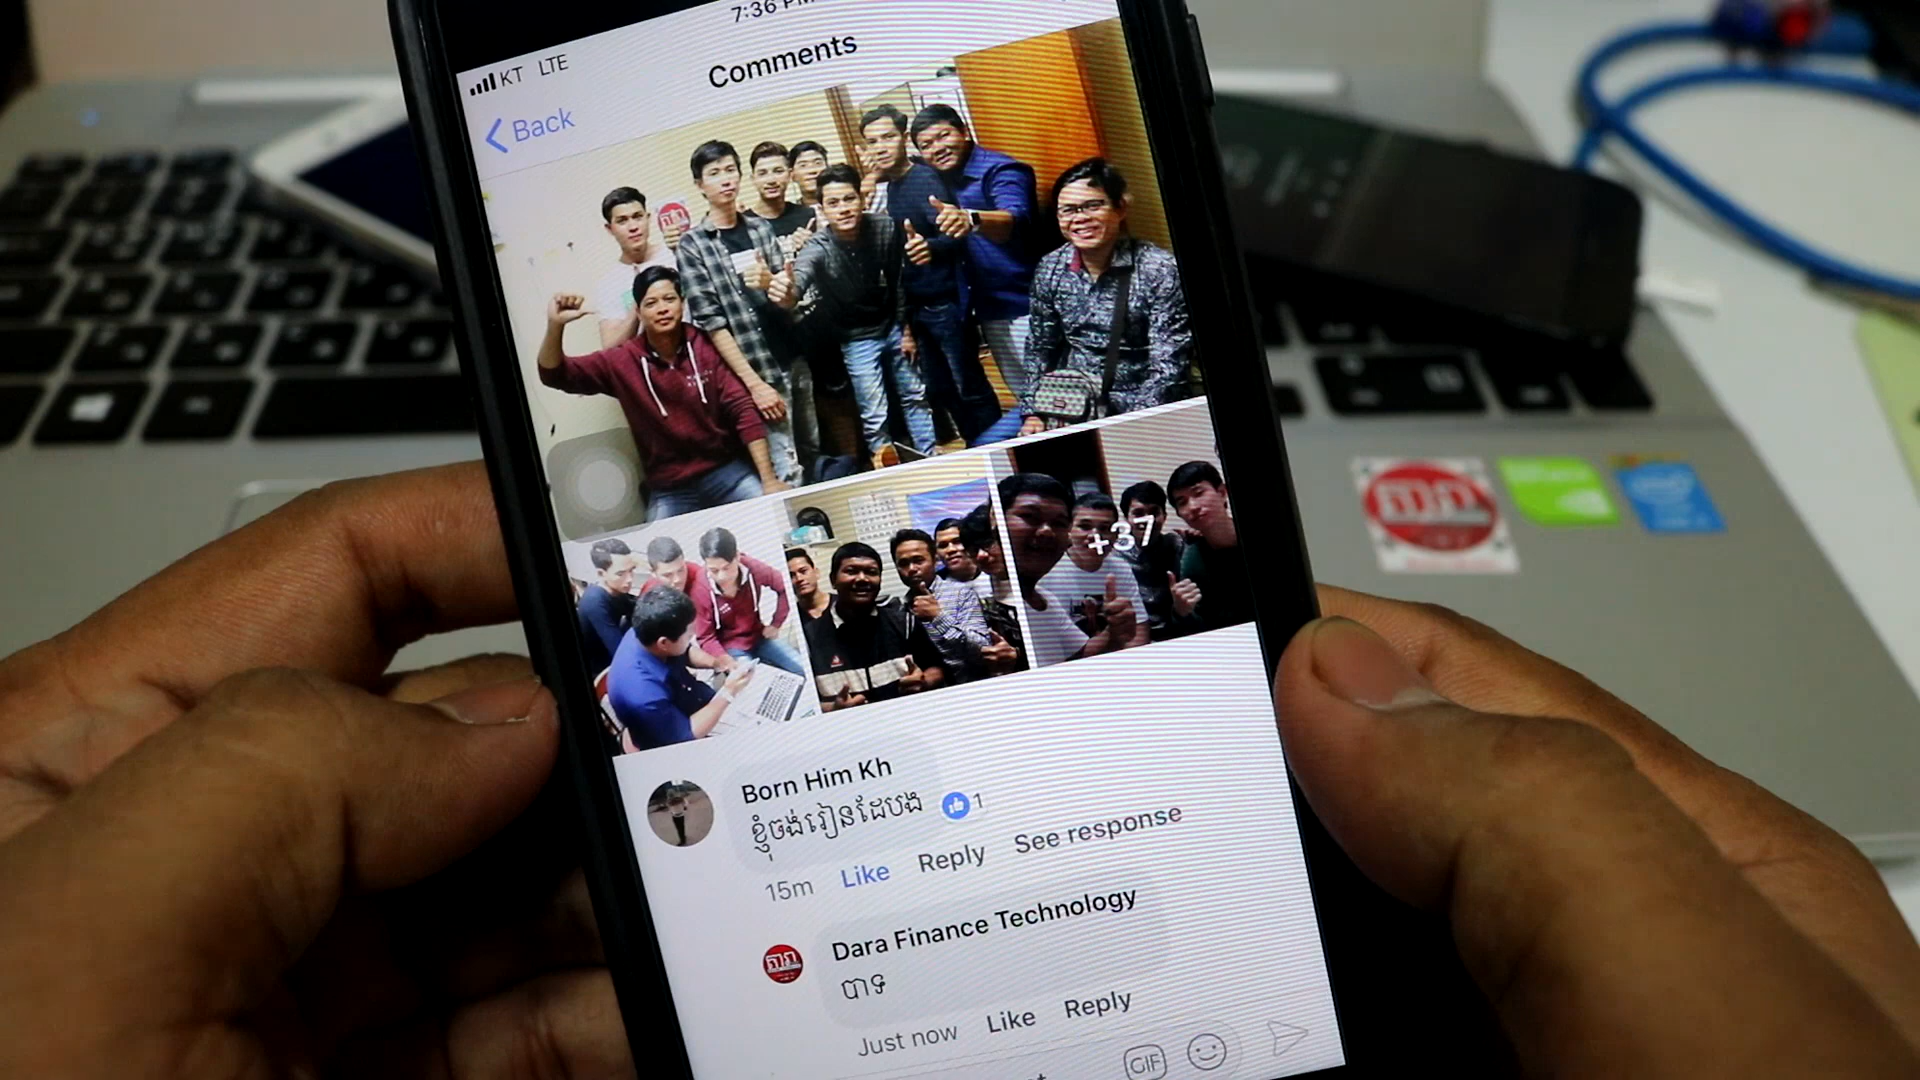 7:36 PM
KT LTE
Comments
Back
+37
Born Him Kh
ខ្ញុំចង់រៀនដែបង
1
15m Like Reply See response
Dara Finance Technology
បាទ
Just now Like Reply
GIF
តារា